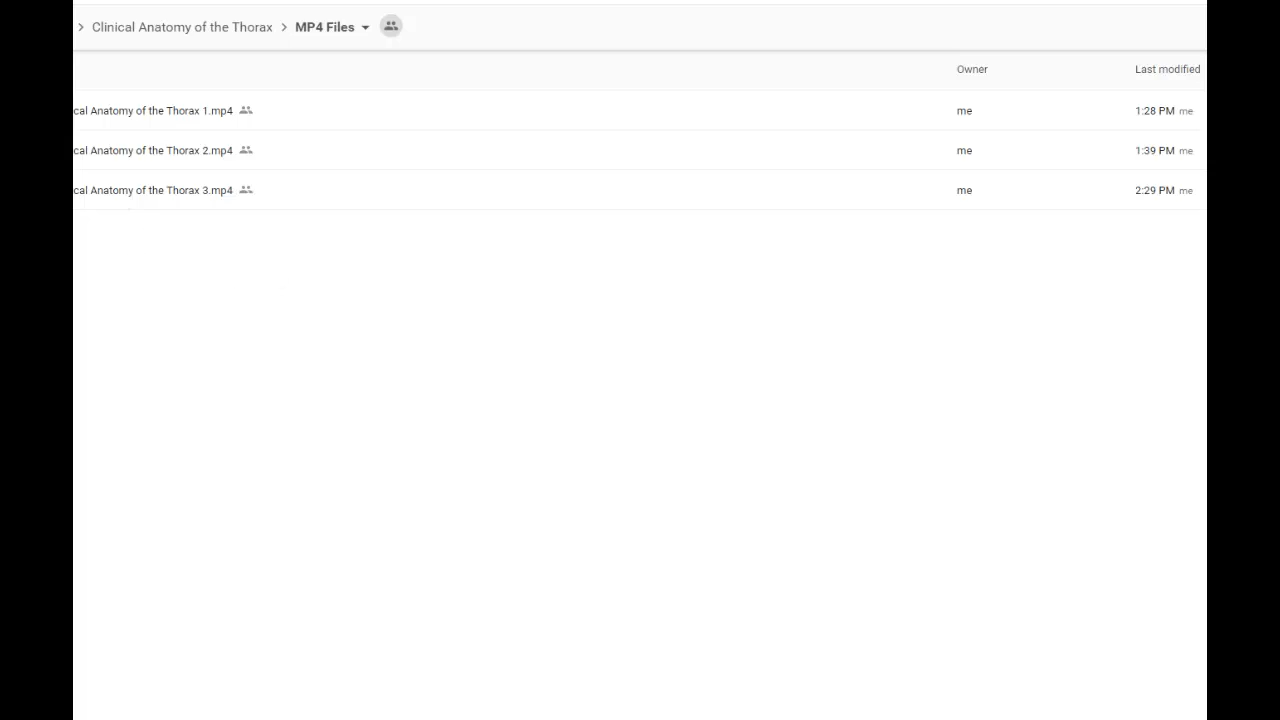 Clinical Anatomy of the Thorax > MP4 Files
Owner Last modified
cal Anatomy of the Thorax 1.mp4 me 1:28 PM me
cal Anatomy of the Thorax 2.mp4 me 1:39 PM me
cal Anatomy of the Thorax 3.mp4 me 2:29 PM me